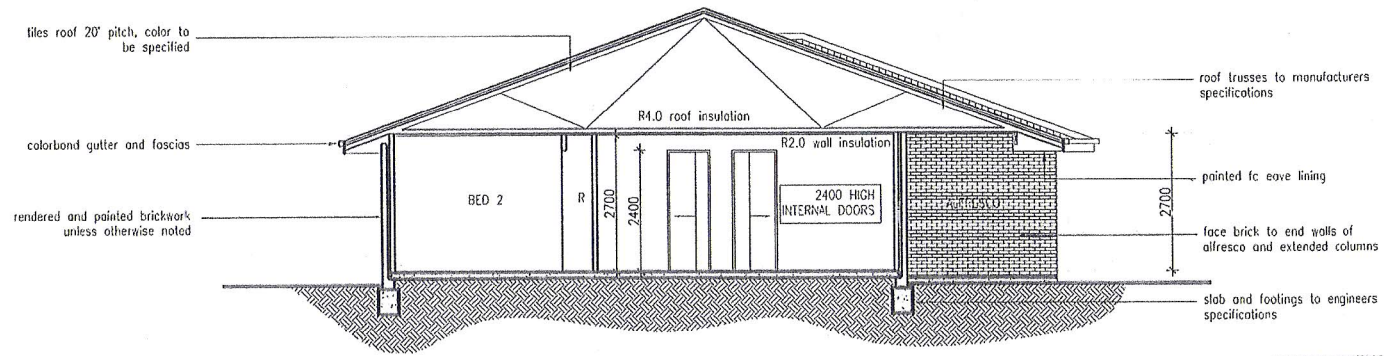 tiles roof 20° pitch, color to
be specified
roof trusses to manufacturers
specifications
R4.0 roof insulation
colorbond gutter and fascias
R2.0 wall insulation
painted fc eave lining
BED 2
R
2700
2400
2400 HIGH
INTERNAL DOORS
ALFRESCO
2700
rendered and painted brickwork
unless otherwise noted
face brick to end walls of
alfresco and extended columns
slab and footings to engineers
specifications